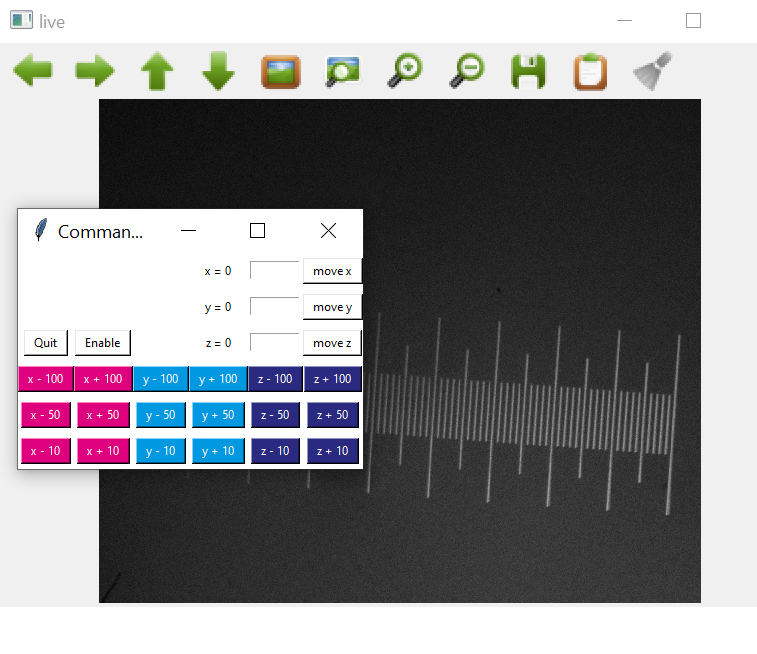 live
Comman...
x = 0 move x
y = 0 move y
Quit Enable z = 0 move z
x - 100 x + 100 y - 100 y + 100 z - 100 z + 100
x - 50 x + 50 y - 50 y + 50 z - 50 z + 50
x - 10 x + 10 y - 10 y + 10 z - 10 z + 10